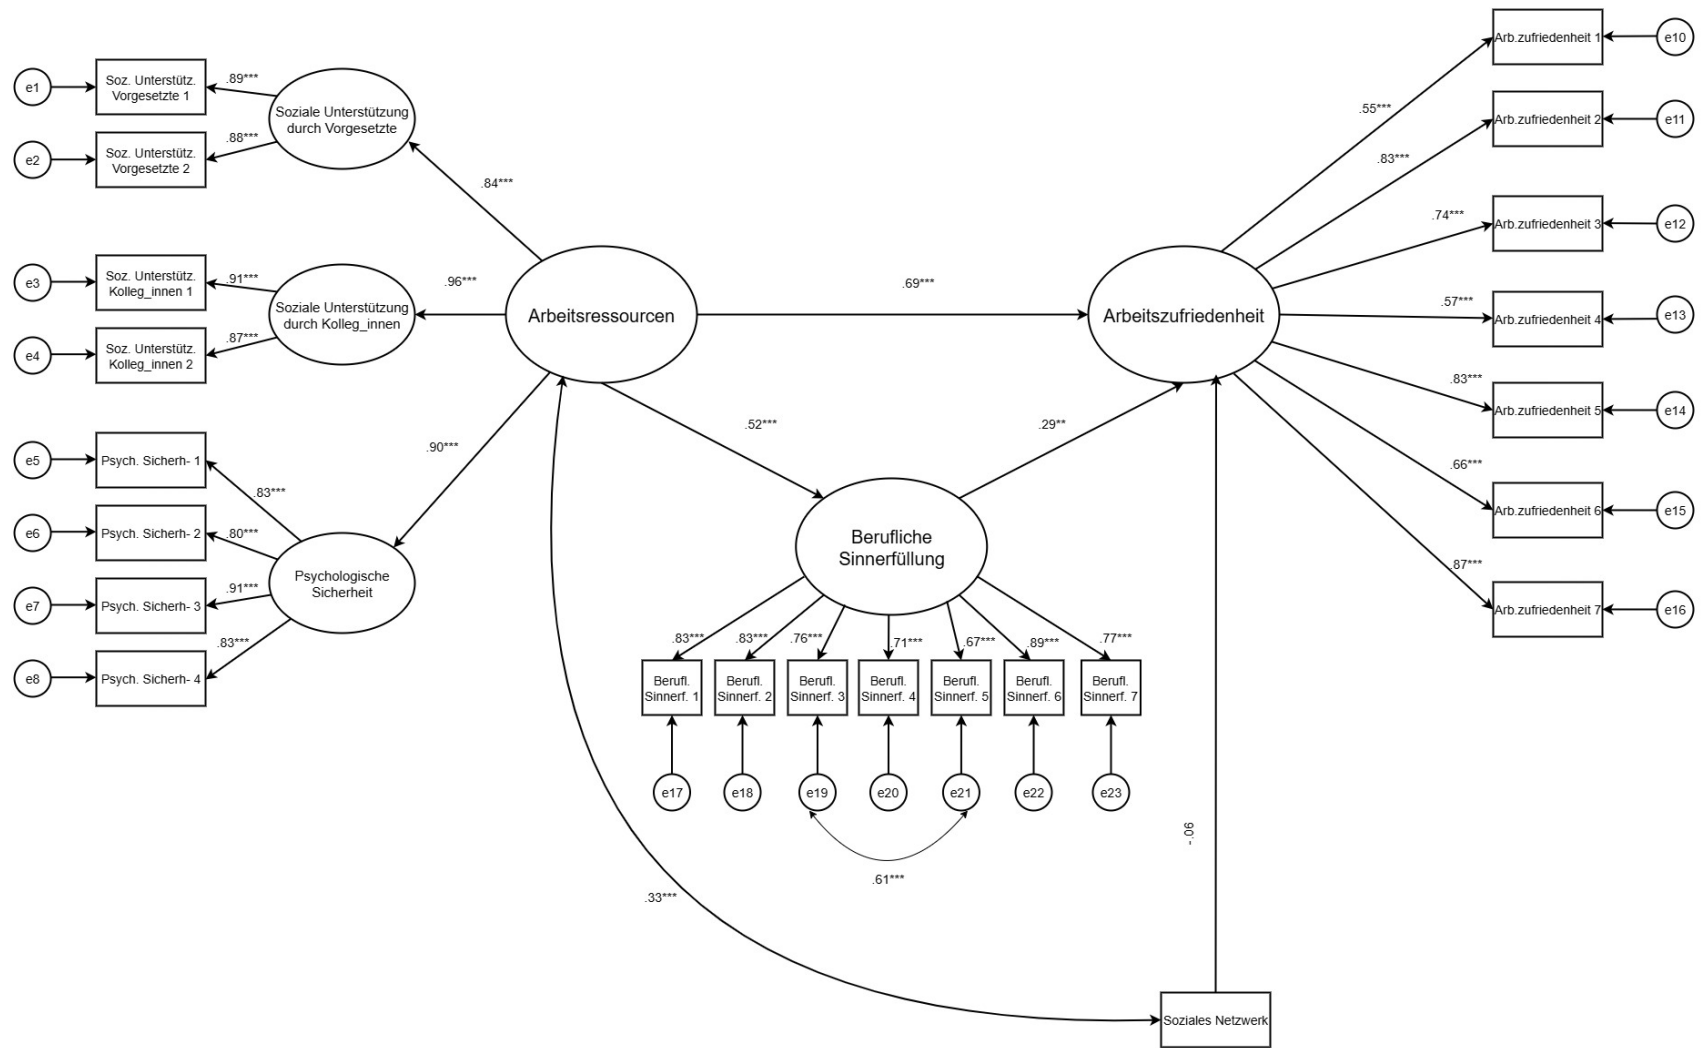 e1
Soz. Unterstütz.
Vorgesetzte 1
.89***
e2
Soz. Unterstütz.
Vorgesetzte 2
.88***
Soziale Unterstützung
durch Vorgesetzte
.84***
e3
Soz. Unterstütz.
Kolleg_innen 1
.91***
e4
Soz. Unterstütz.
Kolleg_innen 2
.87***
Soziale Unterstützung
durch Kolleg_innen
.96***
e5
Psych. Sicherh- 1
.83***
e6
Psych. Sicherh- 2
.80***
e7
Psych. Sicherh- 3
.91***
e8
Psych. Sicherh- 4
.83***
Psychologische
Sicherheit
.90***
Arbeitsressourcen
.69***
Arbeitszufriedenheit
.52***
.29**
Berufliche
Sinnerfüllung
.83***
.83***
.76***
.71***
.67***
.89***
.77***
Berufl.
Sinnerf. 1
Berufl.
Sinnerf. 2
Berufl.
Sinnerf. 3
Berufl.
Sinnerf. 4
Berufl.
Sinnerf. 5
Berufl.
Sinnerf. 6
Berufl.
Sinnerf. 7
e17
e18
e19
e20
e21
e22
e23
.61***
.33***
-.06
Soziales Netzwerk
.55***
Arb.zufriedenheit 1
e10
.83***
Arb.zufriedenheit 2
e11
.74***
Arb.zufriedenheit 3
e12
.57***
Arb.zufriedenheit 4
e13
.83***
Arb.zufriedenheit 5
e14
.66***
Arb.zufriedenheit 6
e15
.87***
Arb.zufriedenheit 7
e16